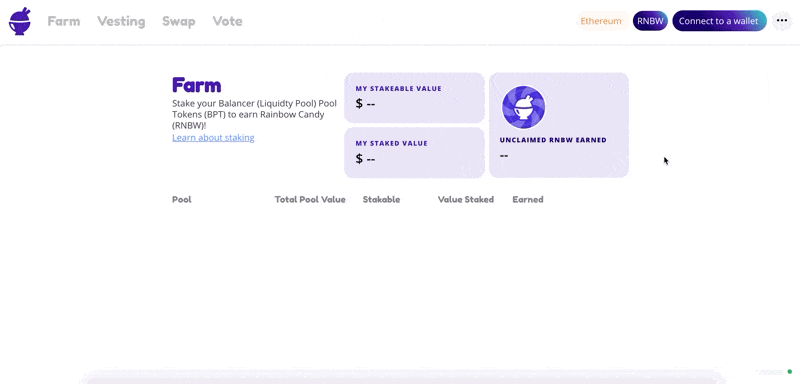 Farm Vesting Swap Vote
Ethereum RNBW Connect to a wallet •••
Farm
Stake your Balancer (Liquidty Pool) Pool
Tokens (BPT) to earn Rainbow Candy
(RNBW)!
Learn about staking
MY STAKEABLE VALUE
$ --
MY STAKED VALUE
$ --
UNCLAIMED RNBW EARNED
--
Pool Total Pool Value Stakable Value Staked Earned